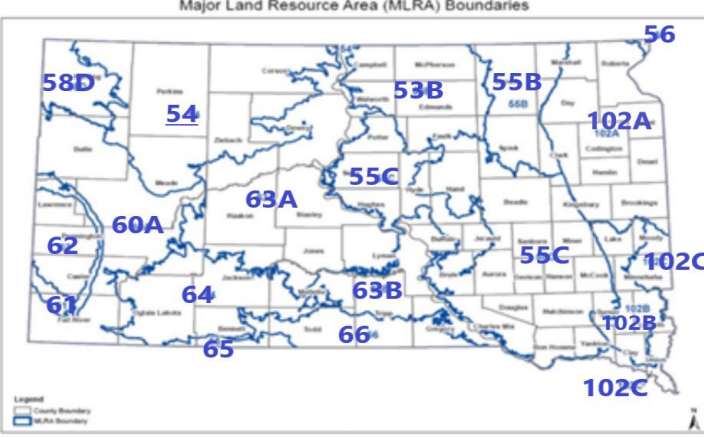 Major Land Resource Area (MLRA) Boundaries
56
58D
Campbell
McPherson
Marshall
Roberts
Corson
55B
53B
Perkins
Walworth
Edmunds
55B
Day
54
102A
102A
Potter
Faulk
Spink
Clark
Codington
Ziebach
Dewey
Butte
Hamlin
Deuel
Meade
55C
Hyde
Hand
63A
Lawrence
Haakon
Stanley
Hughes
Beadle
Kingsbury
Brookings
60A
Pennington
62
Buffalo
Jerauld
Sanborn
Miner
Lake
Moody
Jones
Lyman
55C
102C
Custer
Jackson
Brule
Aurora
Davison
Hanson
McCook
Minnehaha
64
Mellette
63B
61
Fall River
Oglala Lakota
Tripp
Douglas
Hutchinson
Turner
102B
102B
Bennett
Todd
66
Gregory
Charles Mix
65
Bon Homme
Yankton
Clay
Union
102C
Legend
County Boundary
MLRA Boundary
N